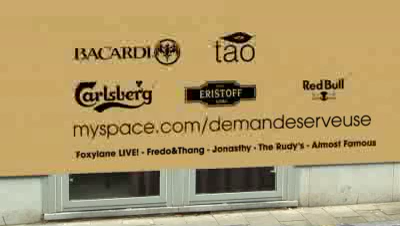 BACARDI
tao
Carlsberg
ERISTOFF
Red Bull
myspace.com/demandeserveuse
Foxylane LIVE! - Fredo&Thang - Jonasthy - The Rudy's - Almost Famous